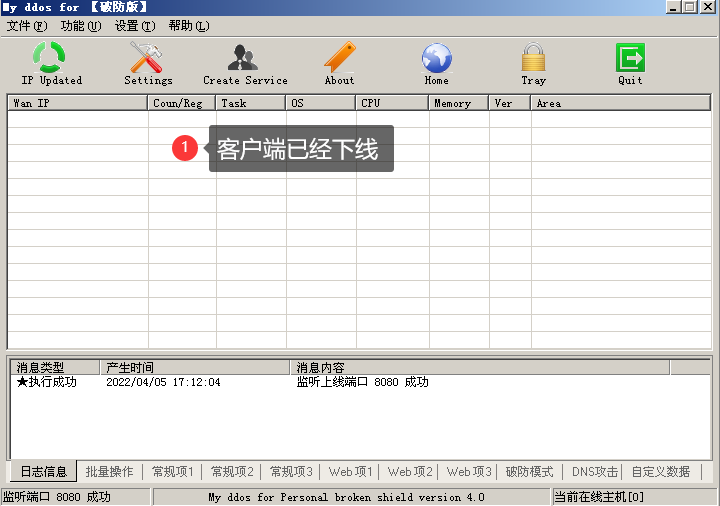 My ddos for 【破防版】
文件(F) 功能(U) 设置(T) 帮助(L)
IP Updated Settings Create Service About Home Tray Quit
Wan IP Coun/Reg Task OS CPU Memory Ver Area
1 客户端已经下线
消息类型 产生时间 消息内容
★执行成功 2022/04/05 17:12:04 监听上线端口 8080 成功
日志信息 批量操作 常规项1 常规项2 常规项3 Web项1 Web项2 Web项3 破防模式 DNS攻击 自定义数据
监听端口 8080 成功 My ddos for Personal broken shield version 4.0 当前在线主机[0]